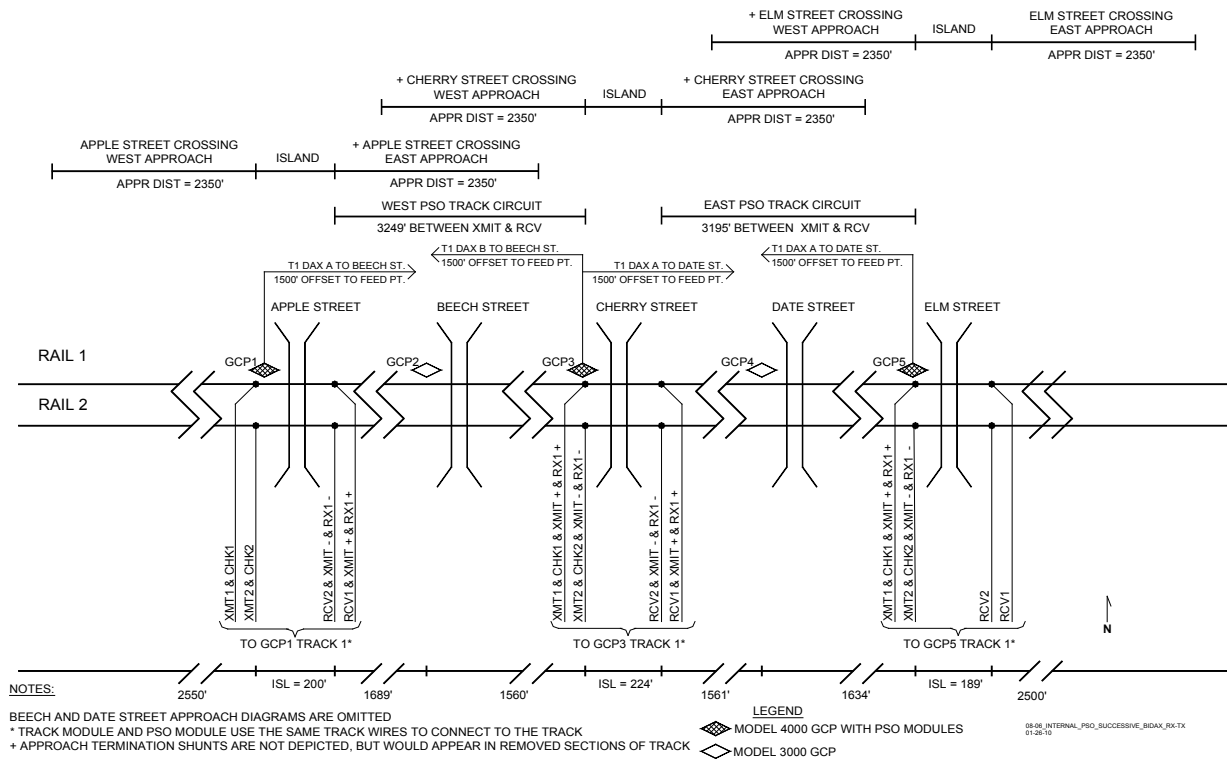 + ELM STREET CROSSING
WEST APPROACH
ISLAND
ELM STREET CROSSING
EAST APPROACH
APPR DIST = 2350'
APPR DIST = 2350'
+ CHERRY STREET CROSSING
WEST APPROACH
ISLAND
+ CHERRY STREET CROSSING
EAST APPROACH
APPR DIST = 2350'
APPR DIST = 2350'
APPLE STREET CROSSING
WEST APPROACH
ISLAND
+ APPLE STREET CROSSING
EAST APPROACH
APPR DIST = 2350'
APPR DIST = 2350'
WEST PSO TRACK CIRCUIT
3249' BETWEEN XMIT & RCV
EAST PSO TRACK CIRCUIT
3195' BETWEEN XMIT & RCV
T1 DAX B TO BEECH ST.
1500' OFFSET TO FEED PT.
T1 DAX A TO DATE ST.
1500' OFFSET TO FEED PT.
T1 DAX A TO BEECH ST.
1500' OFFSET TO FEED PT.
T1 DAX A TO DATE ST.
1500' OFFSET TO FEED PT.
APPLE STREET
BEECH STREET
CHERRY STREET
DATE STREET
ELM STREET
RAIL 1
GCP1
GCP2
GCP3
GCP4
GCP5
RAIL 2
XMT1 & CHK1
XMT2 & CHK2
RCV2 & XMIT - & RX1 -
RCV1 & XMIT + & RX1 +
XMT1 & CHK1 & XMIT + & RX1 +
XMT2 & CHK2 & XMIT - & RX1 -
RCV2 & XMIT - & RX1 -
RCV1 & XMIT + & RX1 +
XMT1 & CHK1 & XMIT + & RX1 +
XMT2 & CHK2 & XMIT - & RX1 -
RCV2
RCV1
N
TO GCP1 TRACK 1*
TO GCP3 TRACK 1*
TO GCP5 TRACK 1*
2550'
ISL = 200'
1689'
1560'
ISL = 224'
1561'
1634'
ISL = 189'
2500'
NOTES:
BEECH AND DATE STREET APPROACH DIAGRAMS ARE OMITTED
* TRACK MODULE AND PSO MODULE USE THE SAME TRACK WIRES TO CONNECT TO THE TRACK
+ APPROACH TERMINATION SHUNTS ARE NOT DEPICTED, BUT WOULD APPEAR IN REMOVED SECTIONS OF TRACK
LEGEND
MODEL 4000 GCP WITH PSO MODULES
MODEL 3000 GCP
08-06_INTERNAL_PSO_SUCCESSIVE_BIDAX_RX-TX
01-26-10